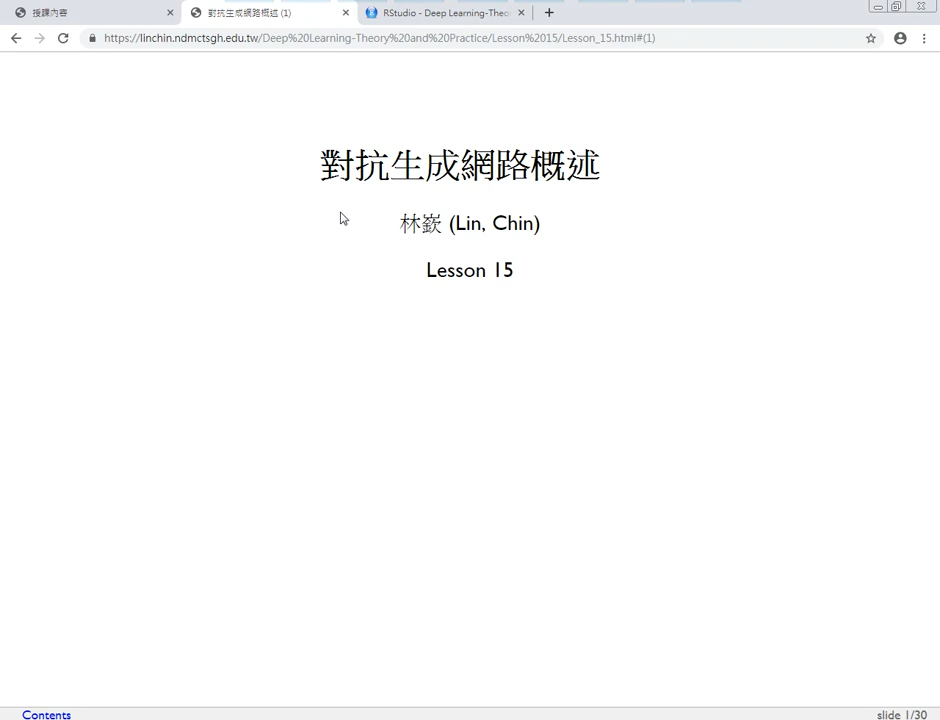 授課內容
對抗生成網路概述 (1)
RStudio - Deep Learning-Theo
https://linchin.ndmctsgh.edu.tw/Deep%20Learning-Theory%20and%20Practice/Lesson%2015/Lesson_15.html#(1)
對抗生成網路概述
林嶔 (Lin, Chin)
Lesson 15
Contents
slide 1/30